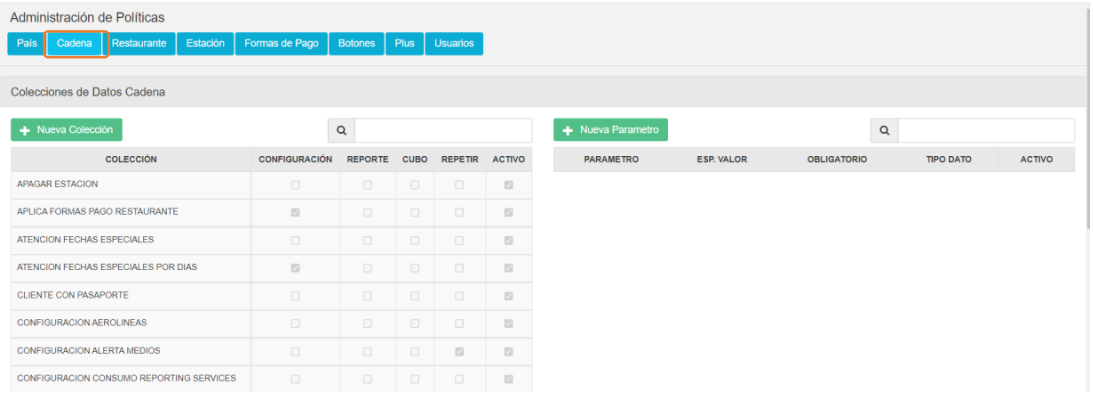 Administración de Políticas
País Cadena Restaurante Estación Formas de Pago Botones Plus Usuarios
Colecciones de Datos Cadena
Nueva Colección Nueva Parametro
COLECCIÓN CONFIGURACIÓN REPORTE CUBO REPETIR ACTIVO PARAMETRO ESP. VALOR OBLIGATORIO TIPO DATO ACTIVO
APAGAR ESTACION
APLICA FORMAS PAGO RESTAURANTE
ATENCION FECHAS ESPECIALES
ATENCION FECHAS ESPECIALES POR DIAS
CLIENTE CON PASAPORTE
CONFIGURACION AEROLINEAS
CONFIGURACION ALERTA MEDIOS
CONFIGURACION CONSUMO REPORTING SERVICES